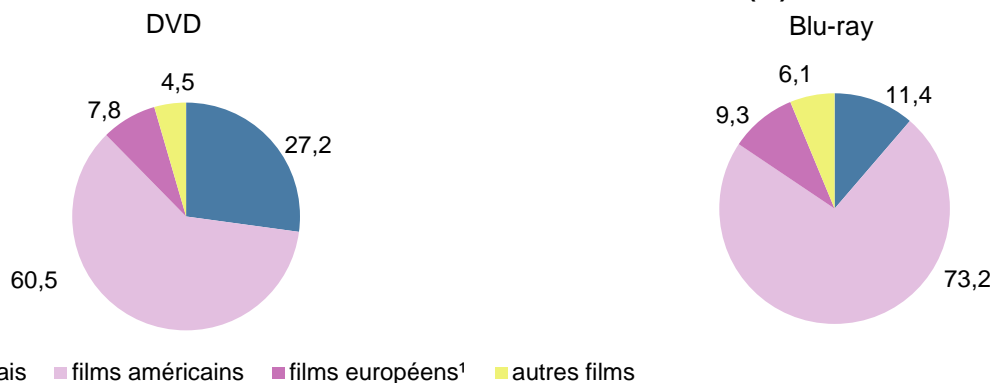 DVD
Blu-ray
4,5
7,8
27,2
60,5
6,1
11,4
9,3
73,2
films américains films européens¹ autres films